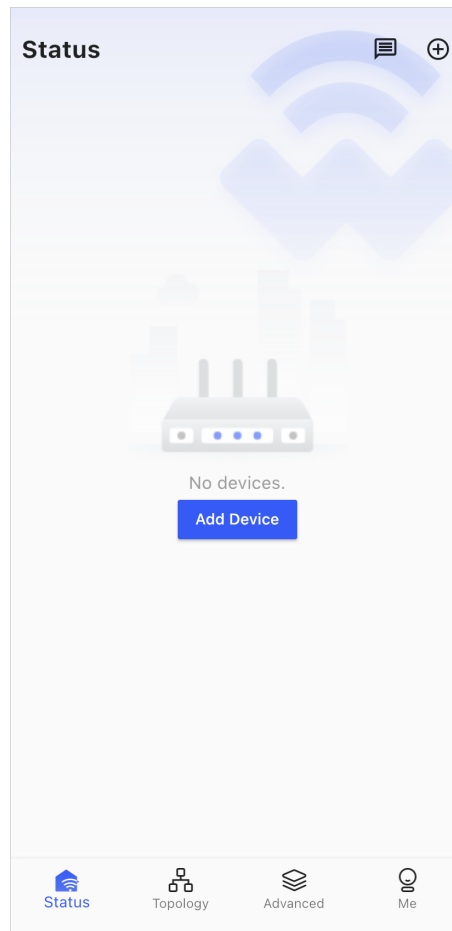 Status
No devices.
Add Device
Status
Topology
Advanced
Me